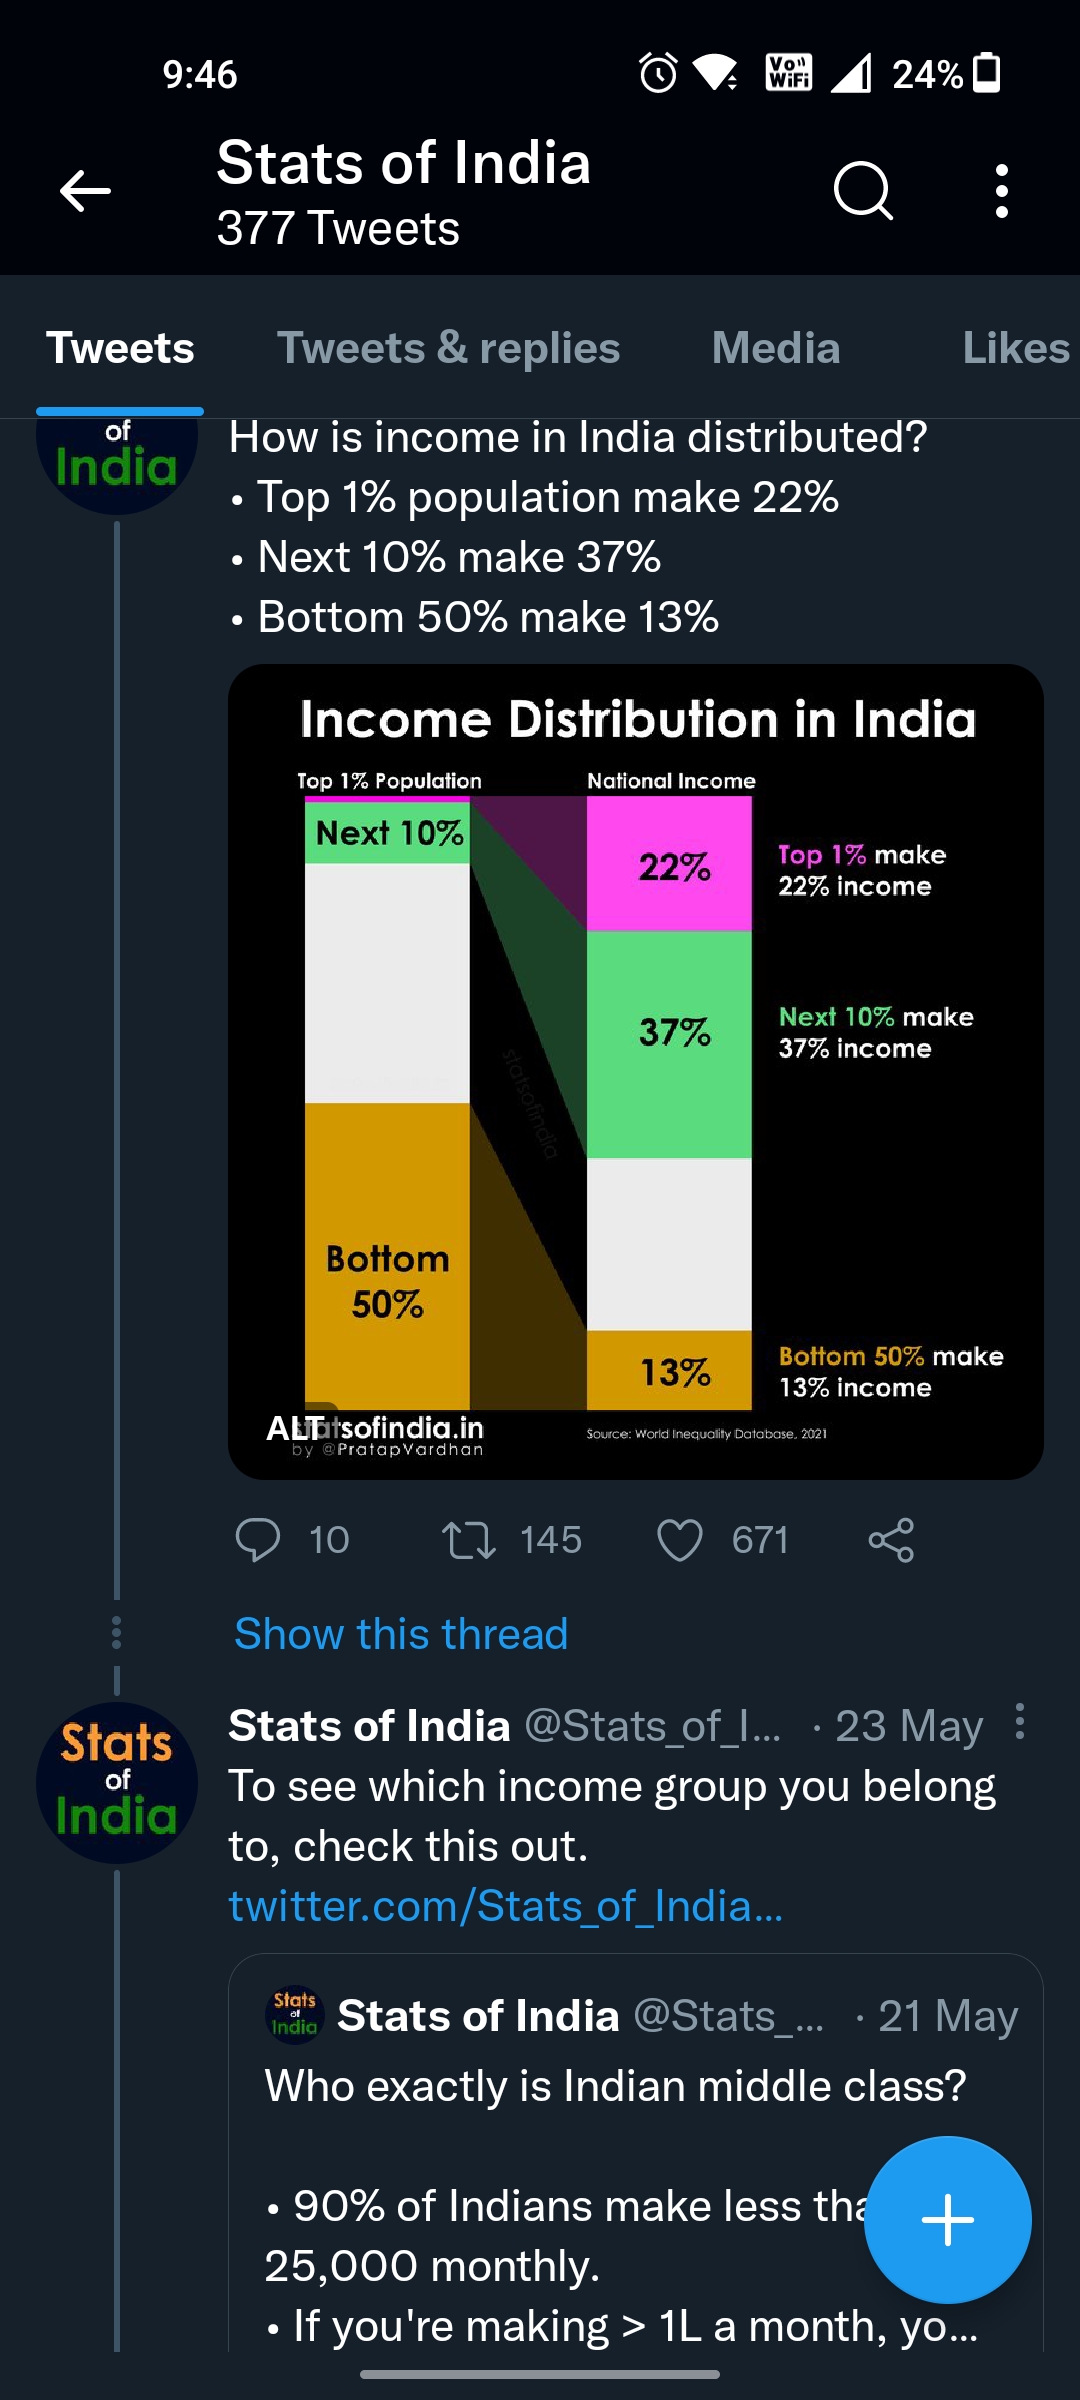 9:46
Vo))
WiFi
24%
Stats of India
377 Tweets
Tweets
Tweets & replies
Media
Likes
of
India
How is income in India distributed?
• Top 1% population make 22%
• Next 10% make 37%
• Bottom 50% make 13%
Income Distribution in India
Top 1% Population
National Income
Next 10%
22%
Top 1% make
22% income
37%
Next 10% make
37% income
statsofindia
Bottom
50%
13%
Bottom 50% make
13% income
ALT
statsofindia.in
by @PratapVardhan
Source: World Inequality Database, 2021
10
145
671
Show this thread
Stats
of
India
Stats of India @Stats_of_I... · 23 May
To see which income group you belong
to, check this out.
twitter.com/Stats_of_India...
Stats
of
India
Stats of India @Stats_... · 21 May
Who exactly is Indian middle class?
• 90% of Indians make less tha
25,000 monthly.
• If you're making > 1L a month, yo...